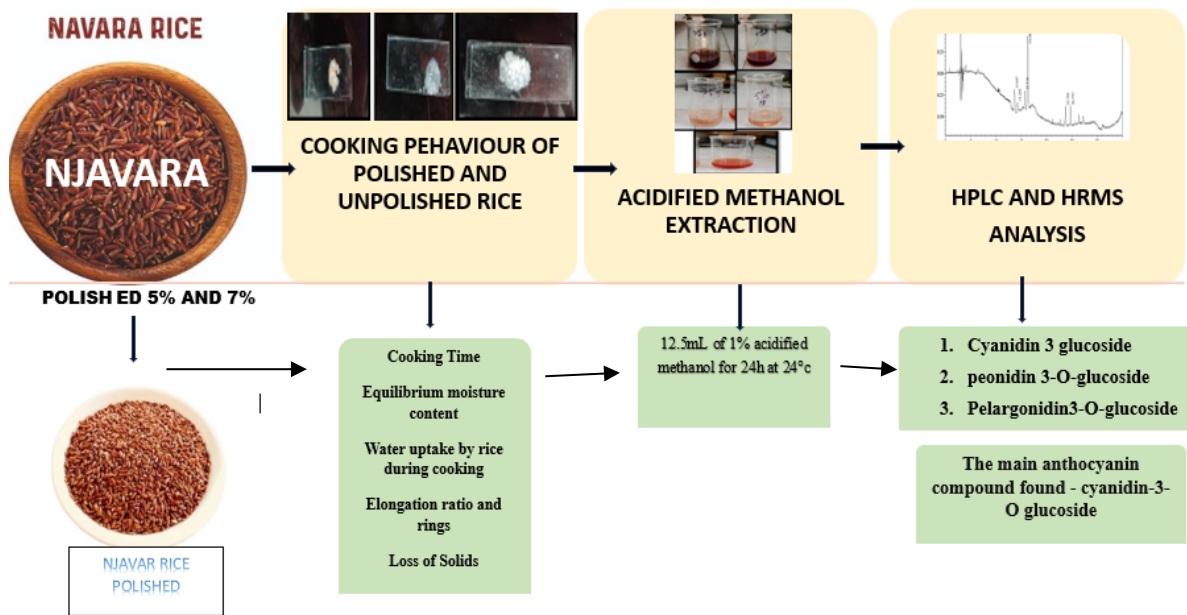 NAVARA RICE
NJAVARA
POLISH ED 5% AND 7%
NJAVAR RICE
POLISHED
COOKING PEHAVIOUR OF
POLISHED AND
UNPOLISHED RICE
Cooking Time
Equilibrium moisture
content
Water uptake by rice
during cooking
Elongation ratio and
rings
Loss of Solids
ACIDIFIED METHANOL
EXTRACTION
12.5mL of 1% acidified
methanol for 24h at 24°c
HPLC AND HRMS
ANALYSIS
1. Cyanidin 3 glucoside
2. peonidin 3-O-glucoside
3. Pelargonidin3-O-glucoside
The main anthocyanin
compound found - cyanidin-3-
O glucoside